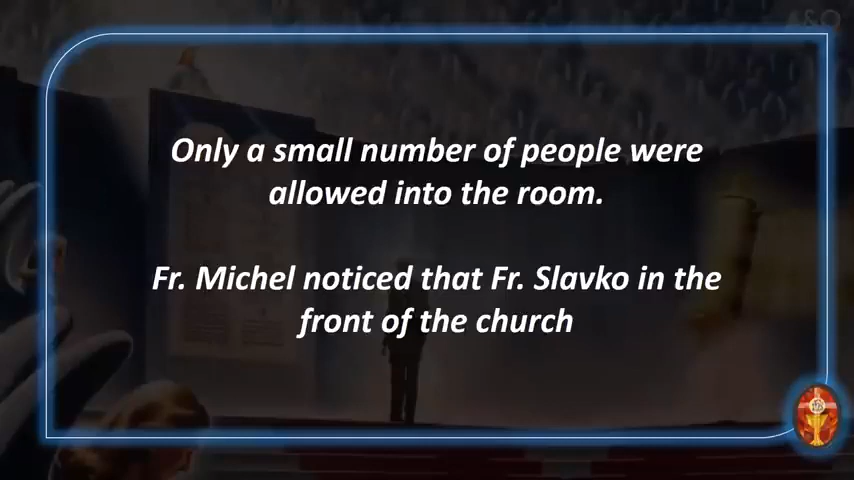 A&Q
Only a small number of people were
allowed into the room.
Fr. Michel noticed that Fr. Slavko in the
front of the church